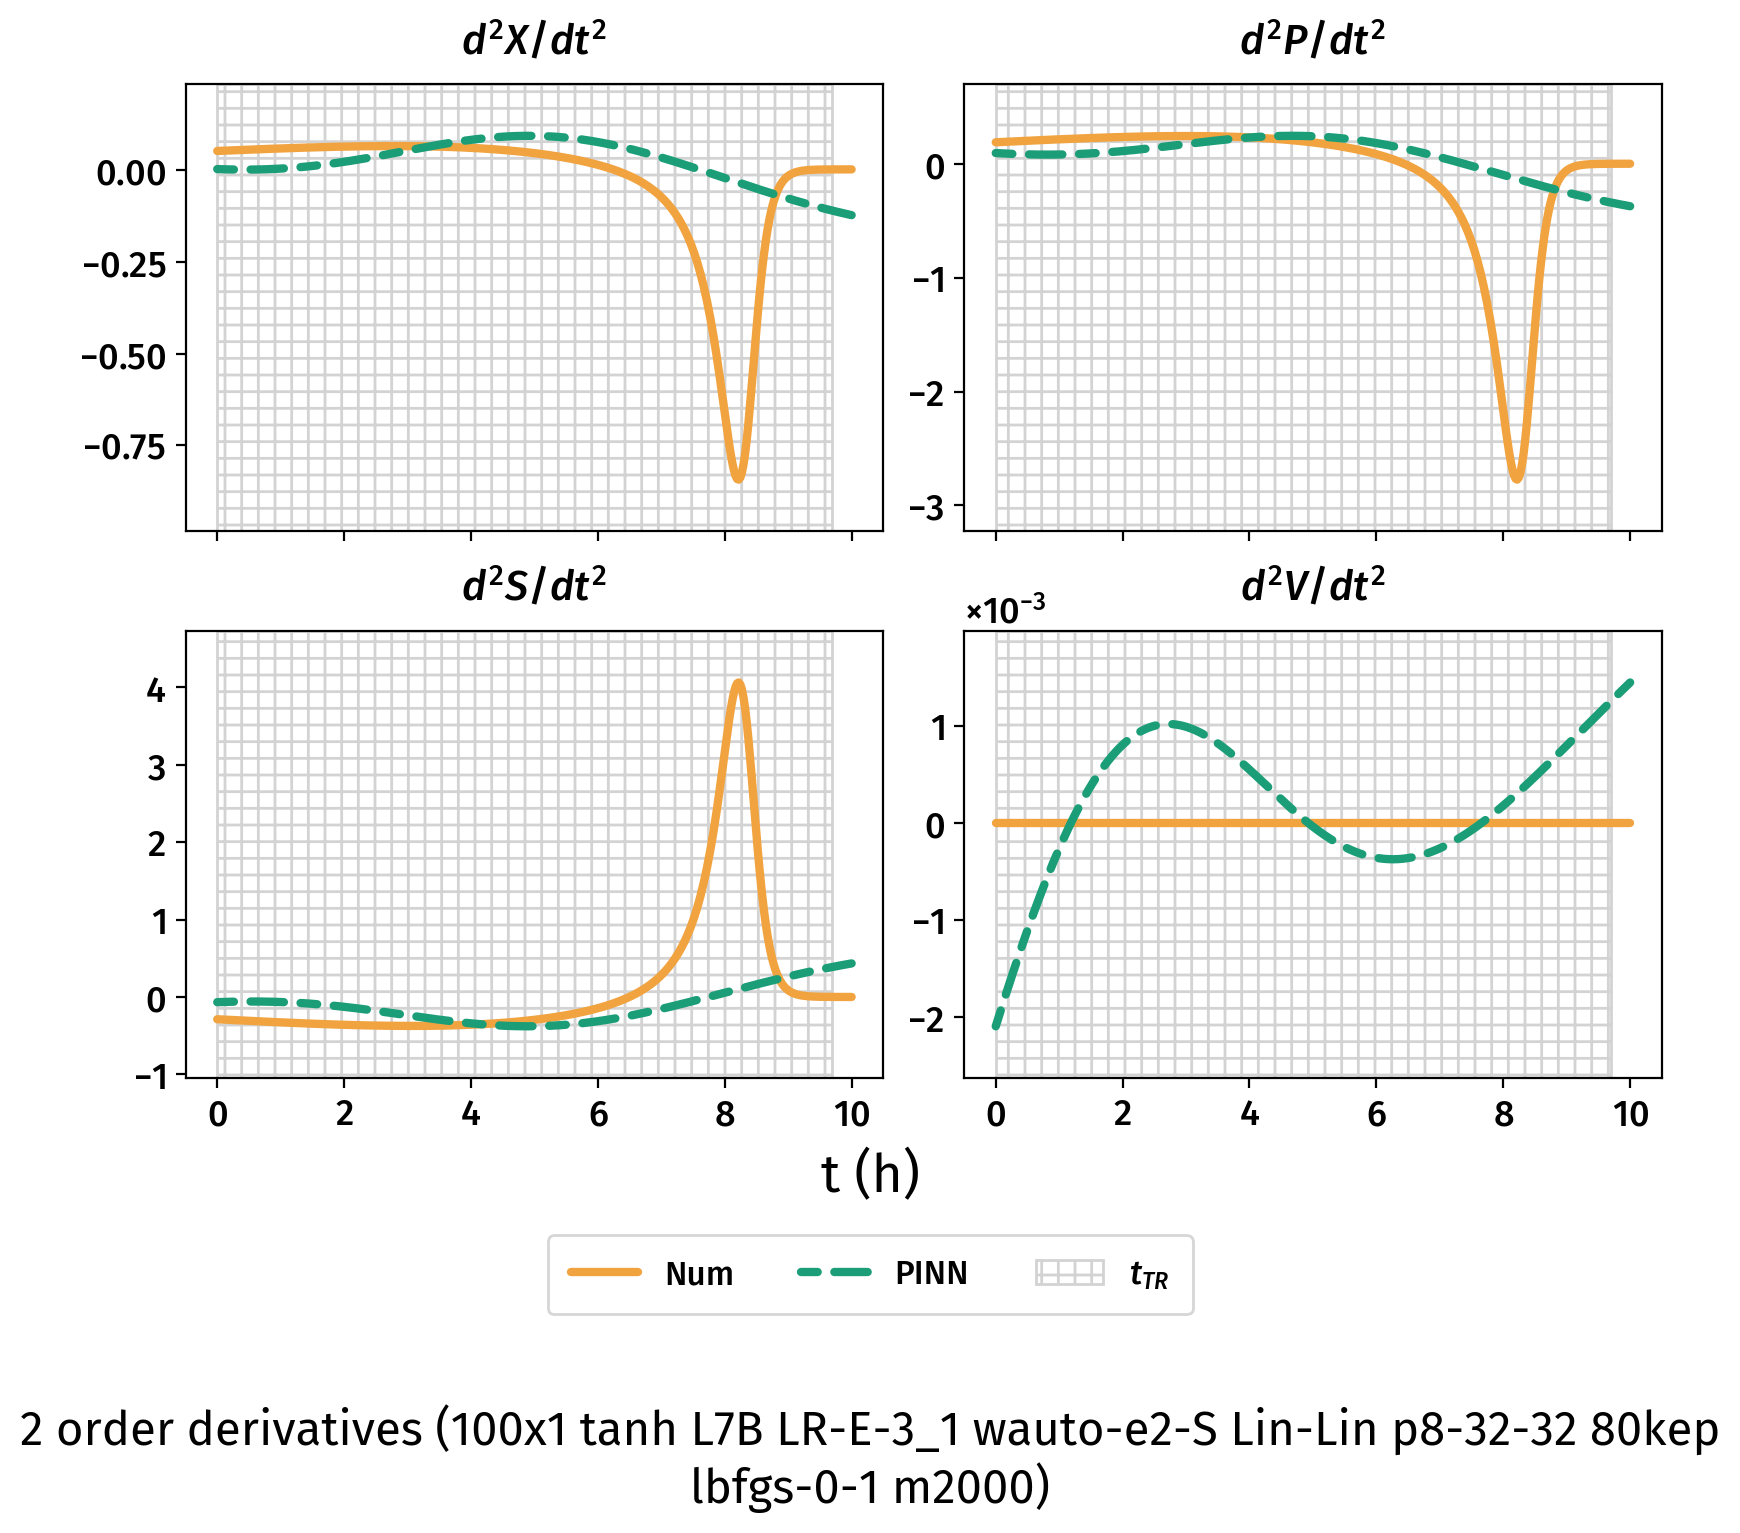 d²X/dt²
d²P/dt²
0.00
−0.25
−0.50
−0.75
0
−1
−2
−3
d²S/dt²
d²V/dt²
×10⁻³
4
3
2
1
0
−1
1
0
−1
−2
0 2 4 6 8 10
0 2 4 6 8 10
t (h)
Num PINN t_TR
2 order derivatives (100x1 tanh L7B LR-E-3_1 wauto-e2-S Lin-Lin p8-32-32 80kep
lbfgs-0-1 m2000)